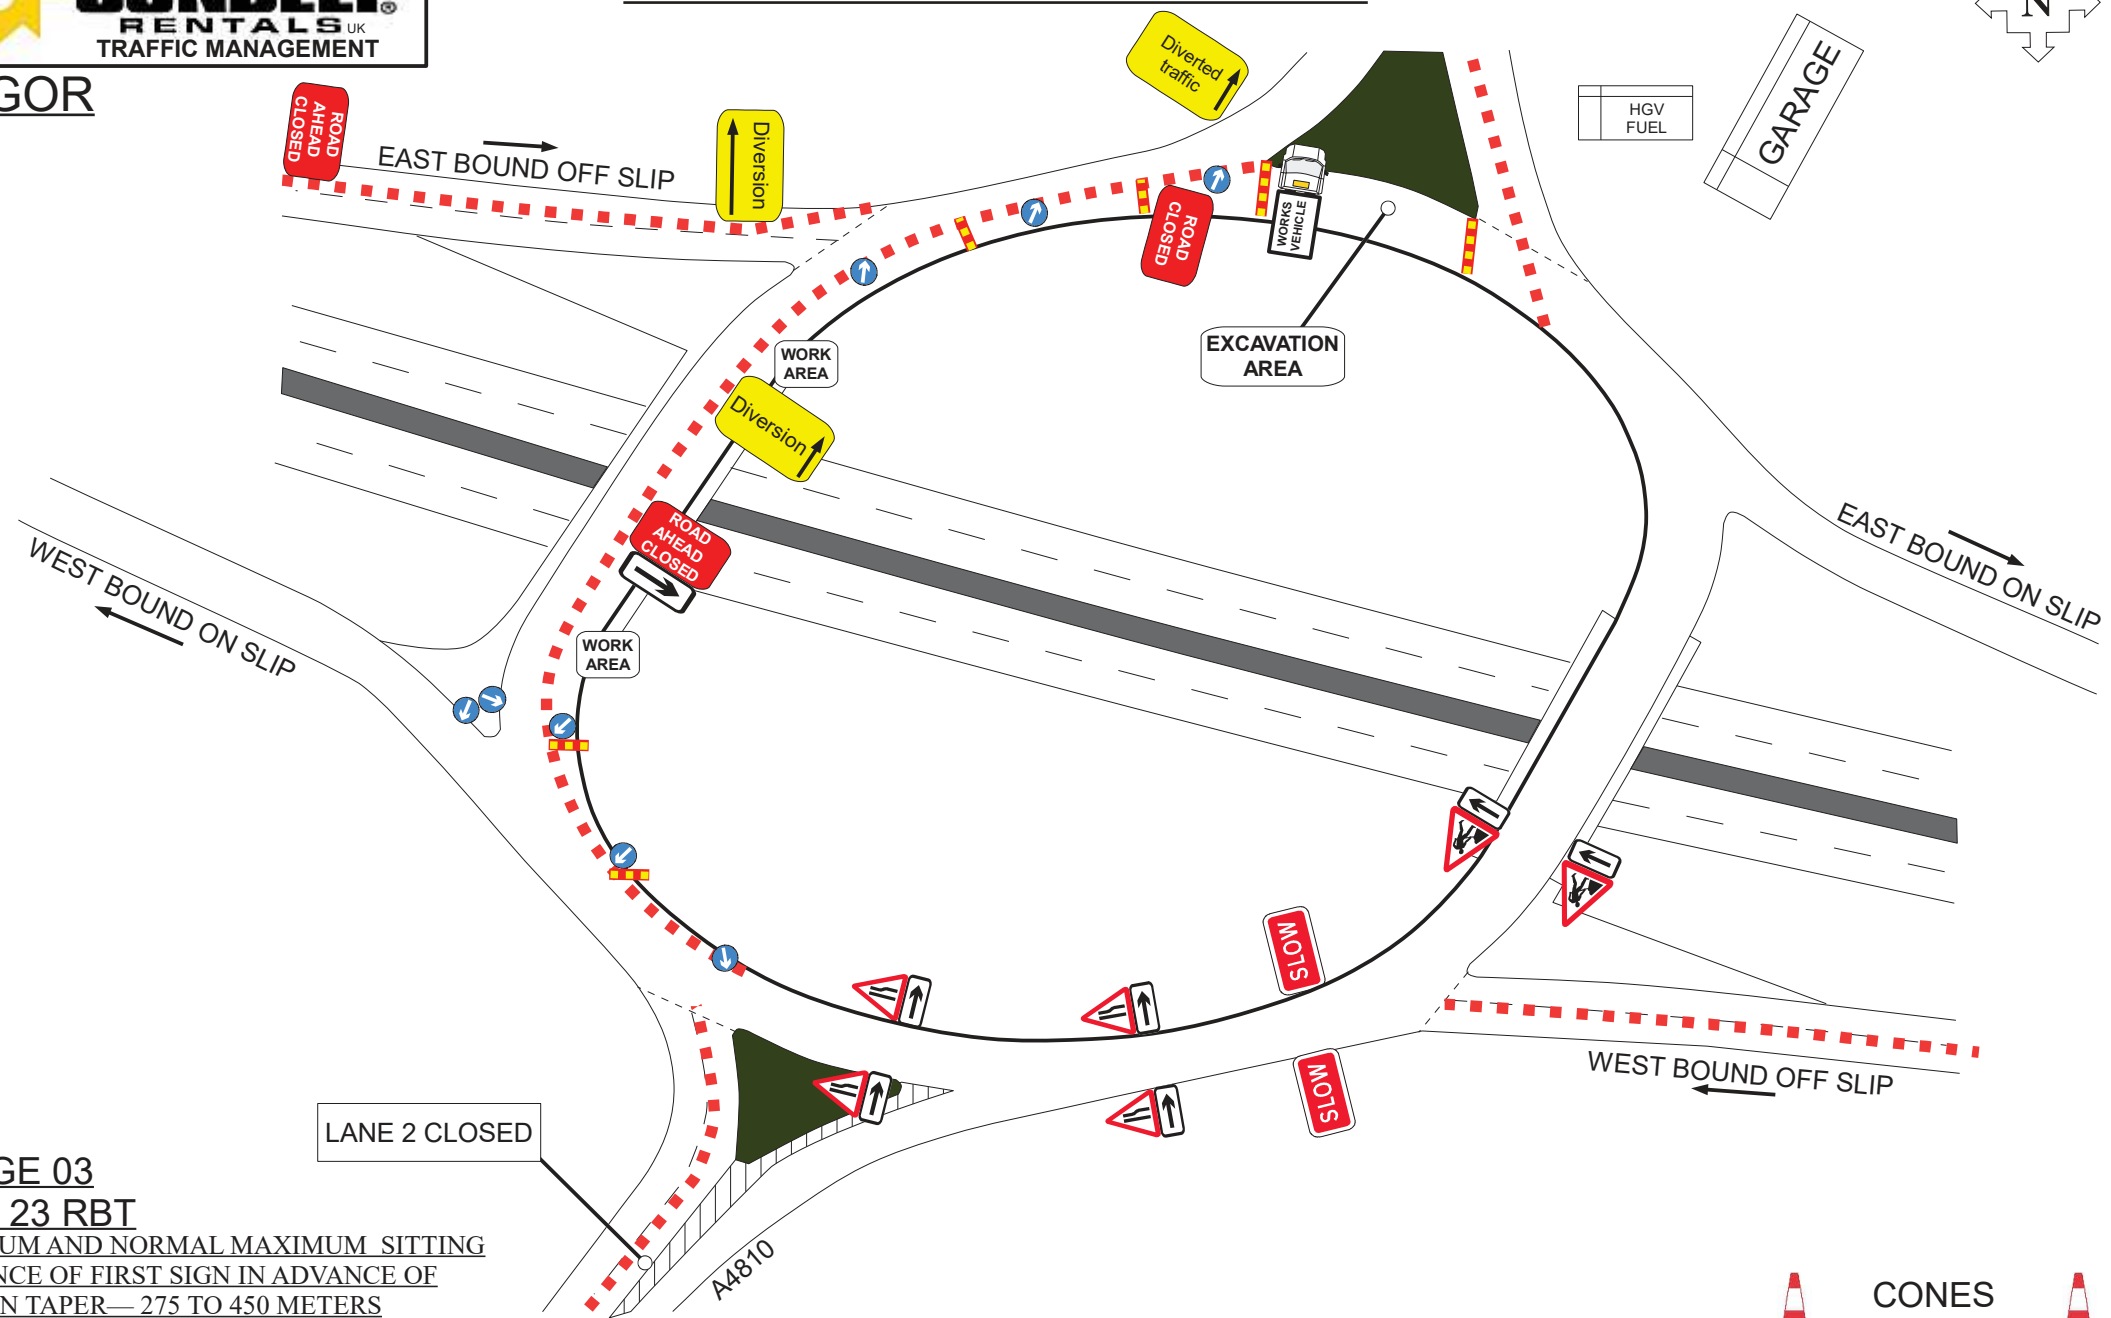 RENTALS UK
TRAFFIC MANAGEMENT
GOR
N
ROAD
AHEAD
CLOSED
EAST BOUND OFF SLIP
Diversion
Diverted
traffic
HGV
FUEL
GARAGE
ROAD
CLOSED
WORKS
VEHICLE
EXCAVATION
AREA
WORK
AREA
Diversion
ROAD
AHEAD
CLOSED
WORK
AREA
WEST BOUND ON SLIP
EAST BOUND ON SLIP
SLOW
SLOW
WEST BOUND OFF SLIP
LANE 2 CLOSED
A4810
GE 03
23 RBT
UM AND NORMAL MAXIMUM SITTING
NCE OF FIRST SIGN IN ADVANCE OF
N TAPER— 275 TO 450 METERS
CONES